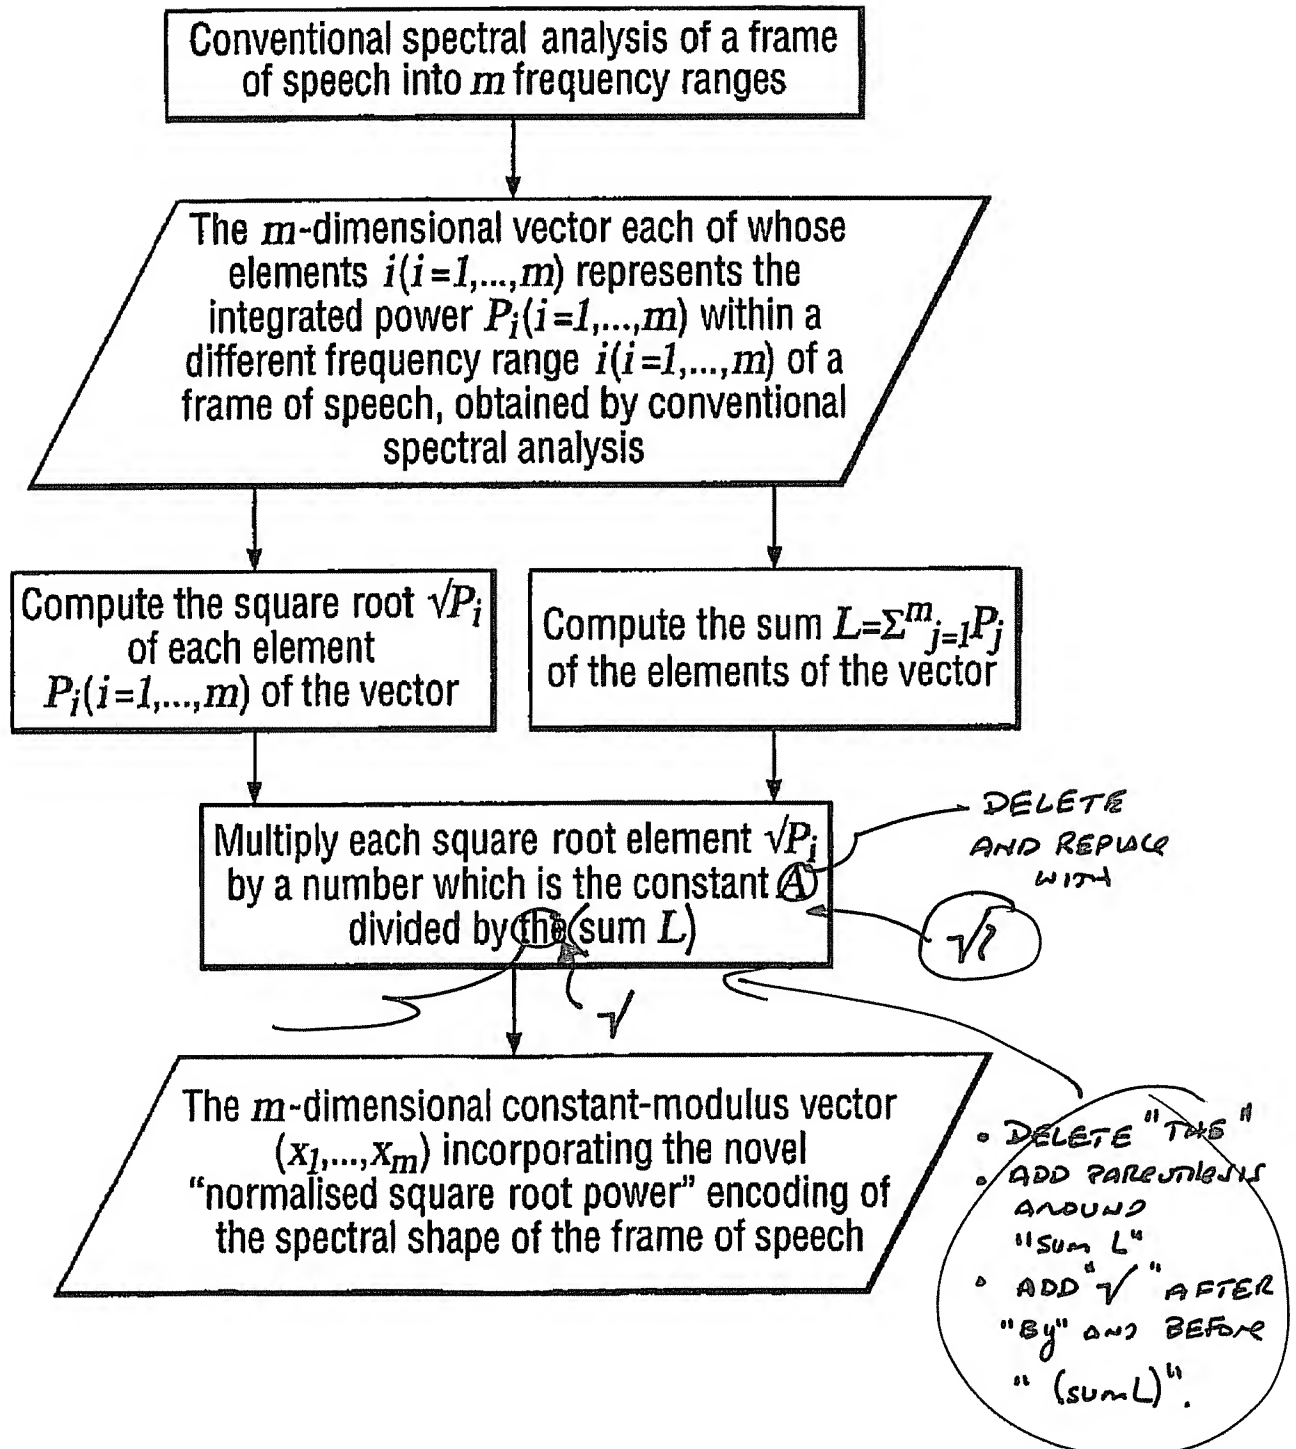 Conventional spectral analysis of a frame
of speech into m frequency ranges
The m-dimensional vector each of whose
elements i(i=1,...,m) represents the
integrated power Pi(i=1,...,m) within a
different frequency range i(i=1,...,m) of a
frame of speech, obtained by conventional
spectral analysis
Compute the square root √Pi
of each element
Pi(i=1,...,m) of the vector
Compute the sum L=Σ^m_j=1 Pj
of the elements of the vector
Multiply each square root element √Pi
by a number which is the constant A
divided by the (sum L)
DELETE
AND REPLACE
WITH
√
The m-dimensional constant-modulus vector
(x1,...,xm) incorporating the novel
“normalised square root power” encoding of
the spectral shape of the frame of speech
• DELETE "THE"
• ADD PARENTHESIS
AROUND
"SUM L"
• ADD "√" AFTER
"By" AND BEFORE
"(sum L)".